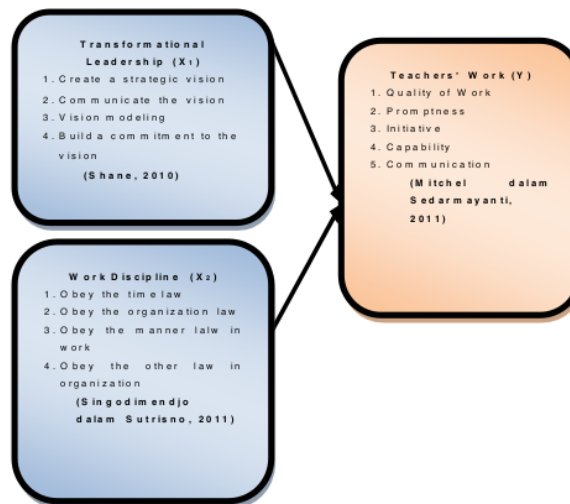 Transformational
Leadership (X1)
1. Create a strategic vision
2. Communicate the vision
3. Vision modeling
4. Build a commitment to the
vision
(Shane, 2010)
Work Discipline (X2)
1. Obey the time law
2. Obey the organization law
3. Obey the manner lalw in
work
4. Obey the other law in
organization
(Singodimendjo
dalam Sutrisno, 2011)
Teachers' Work (Y)
1. Quality of Work
2. Promptness
3. Initiative
4. Capability
5. Communication
(Mitchel dalam
Sedarmayanti,
2011)